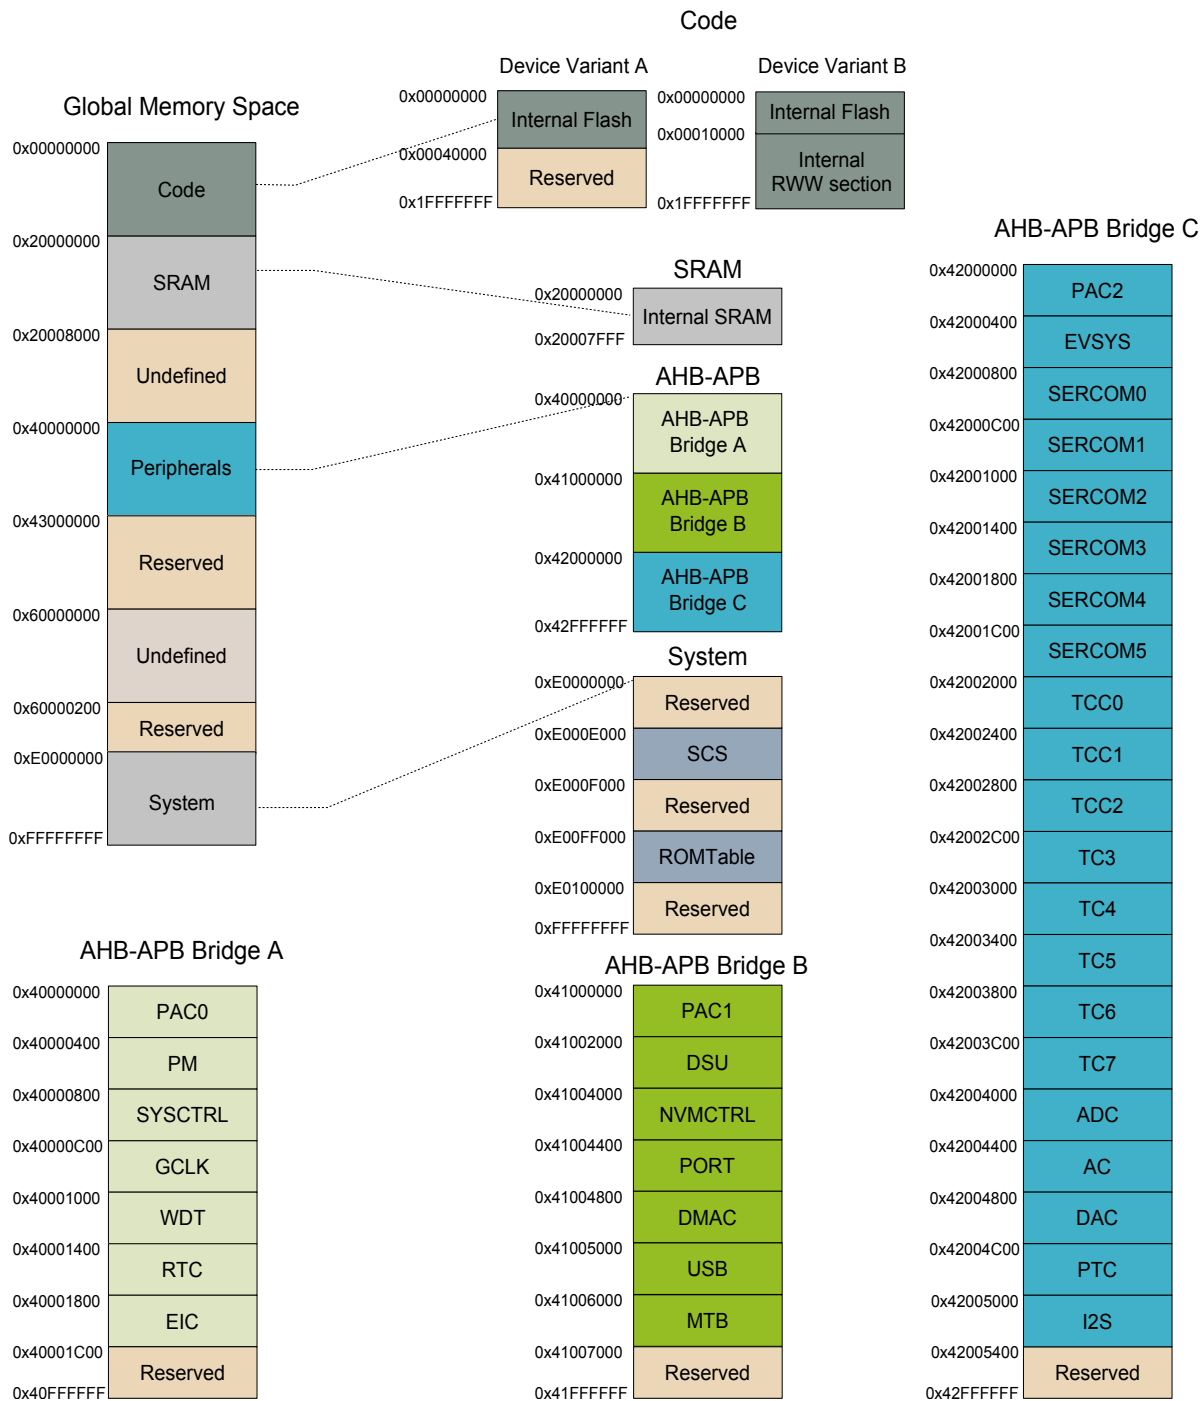 Code
Device Variant A
0x00000000
Internal Flash
0x00040000
Reserved
0x1FFFFFFF
Device Variant B
0x00000000
Internal Flash
0x00010000
Internal
RWW section
0x1FFFFFFF
Global Memory Space
0x00000000
Code
0x20000000
SRAM
0x20008000
Undefined
0x40000000
Peripherals
0x43000000
Reserved
0x60000000
Undefined
0x60000200
Reserved
0xE0000000
System
0xFFFFFFFF
SRAM
0x20000000
Internal SRAM
0x20007FFF
AHB-APB
0x40000000
AHB-APB
Bridge A
0x41000000
AHB-APB
Bridge B
0x42000000
AHB-APB
Bridge C
0x42FFFFFF
System
0xE0000000
Reserved
0xE000E000
SCS
0xE000F000
Reserved
0xE00FF000
ROMTable
0xE0100000
Reserved
0xFFFFFFFF
AHB-APB Bridge A
0x40000000
PAC0
0x40000400
PM
0x40000800
SYSCTRL
0x40000C00
GCLK
0x40001000
WDT
0x40001400
RTC
0x40001800
EIC
0x40001C00
Reserved
0x40FFFFFF
AHB-APB Bridge B
0x41000000
PAC1
0x41002000
DSU
0x41004000
NVMCTRL
0x41004400
PORT
0x41004800
DMAC
0x41005000
USB
0x41006000
MTB
0x41007000
Reserved
0x41FFFFFF
AHB-APB Bridge C
0x42000000
PAC2
0x42000400
EVSYS
0x42000800
SERCOM0
0x42000C00
SERCOM1
0x42001000
SERCOM2
0x42001400
SERCOM3
0x42001800
SERCOM4
0x42001C00
SERCOM5
0x42002000
TCC0
0x42002400
TCC1
0x42002800
TCC2
0x42002C00
TC3
0x42003000
TC4
0x42003400
TC5
0x42003800
TC6
0x42003C00
TC7
0x42004000
ADC
0x42004400
AC
0x42004800
DAC
0x42004C00
PTC
0x42005000
I2S
0x42005400
Reserved
0x42FFFFFF